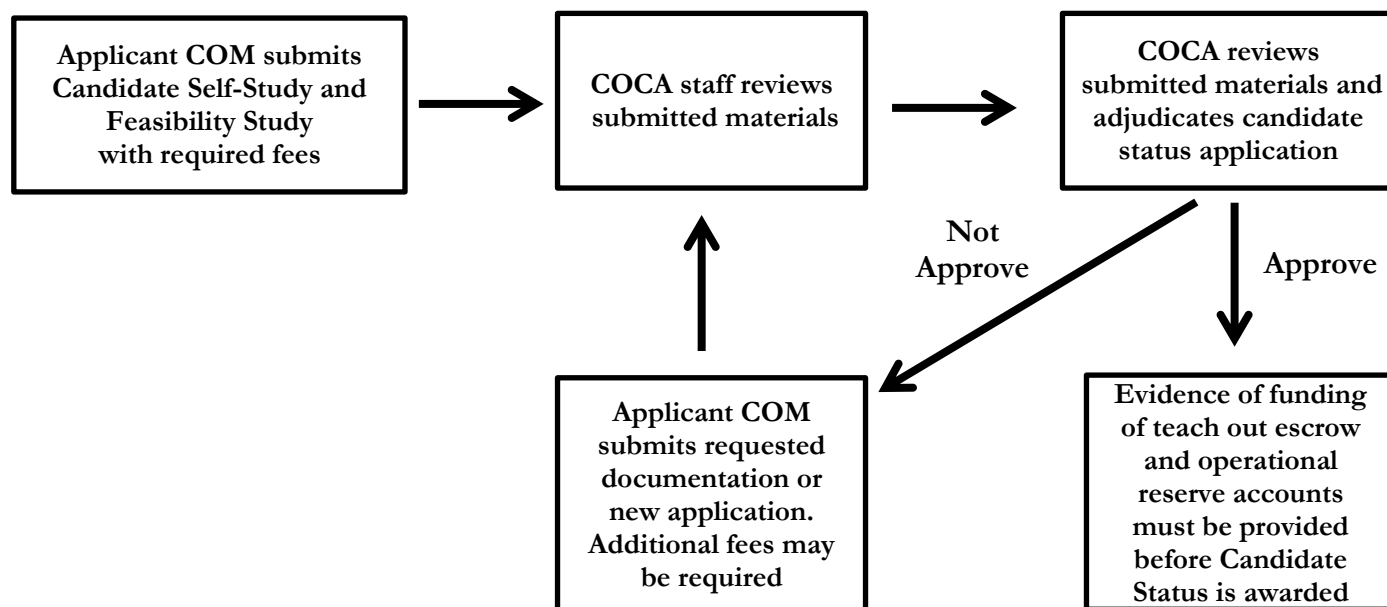 Applicant COM submits
Candidate Self-Study and
Feasibility Study
with required fees
COCA staff reviews
submitted materials
COCA reviews
submitted materials and
adjudicates candidate
status application
Not
Approve
Approve
Applicant COM
submits requested
documentation or
new application.
Additional fees may
be required
Evidence of funding
of teach out escrow
and operational
reserve accounts
must be provided
before Candidate
Status is awarded